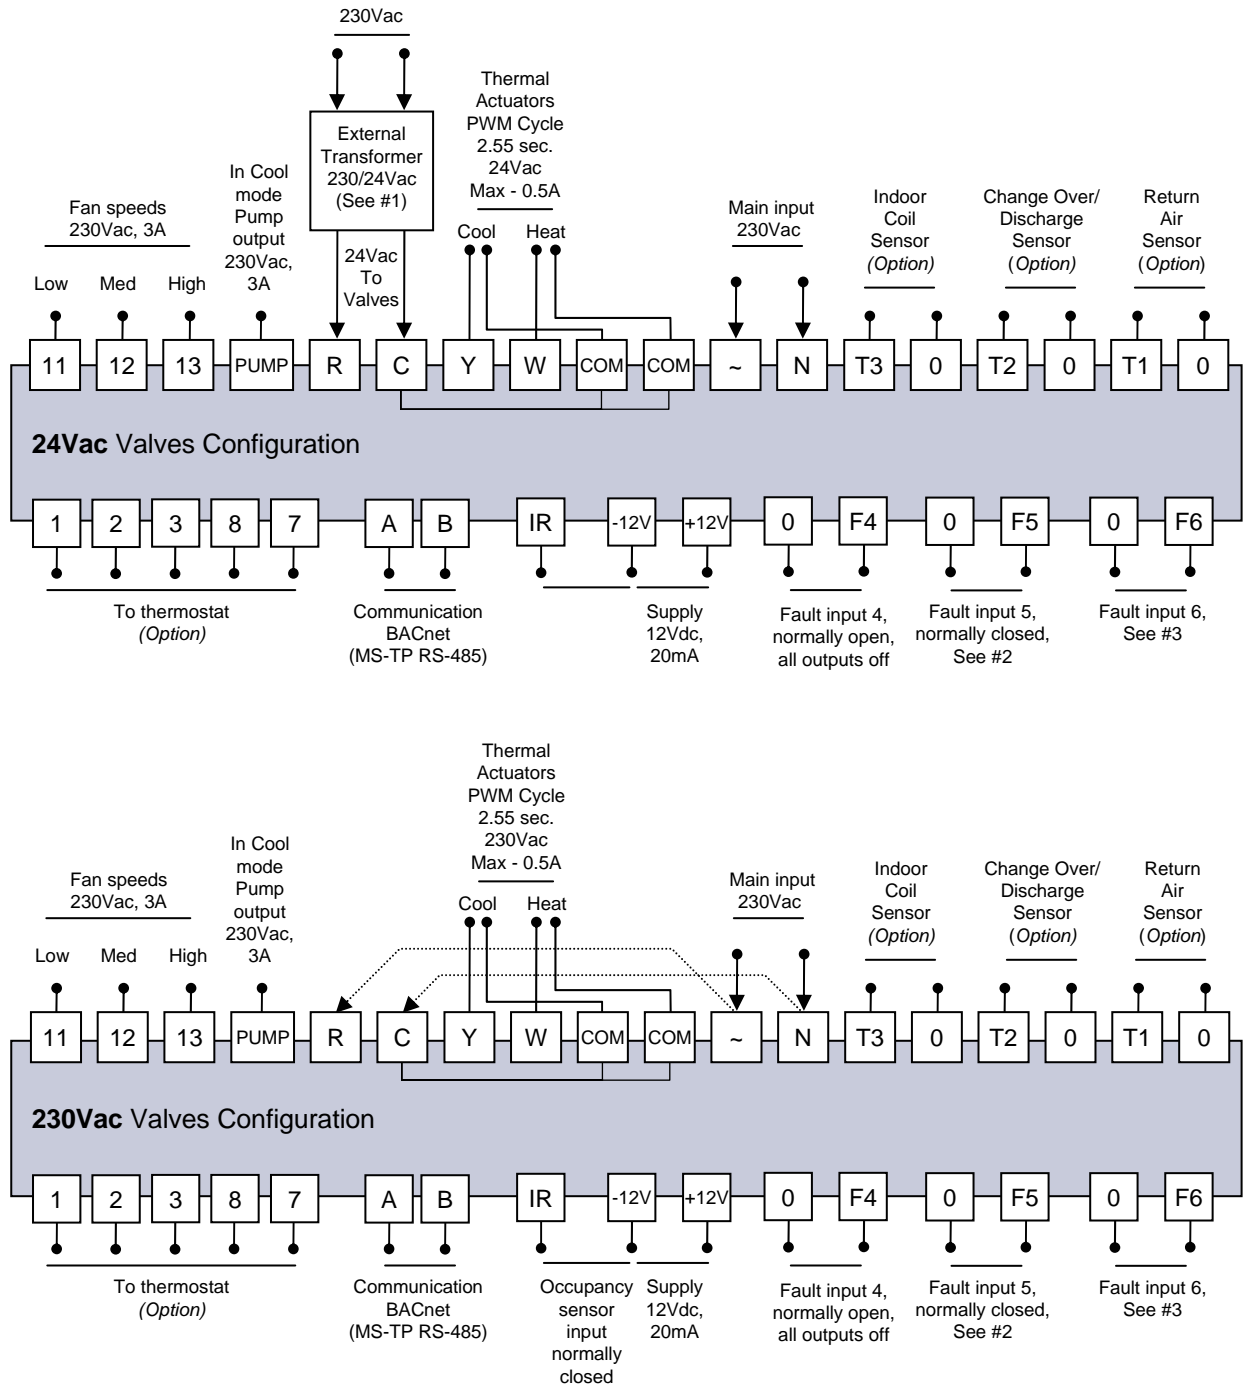 230Vac
External
Transformer
230/24Vac
(See #1)
Thermal
Actuators
PWM Cycle
2.55 sec.
24Vac
Max - 0.5A
Fan speeds
230Vac, 3A
Low Med High
In Cool
mode
Pump
output
230Vac,
3A
24Vac
To
Valves
Cool Heat
Main input
230Vac
Indoor
Coil
Sensor
(Option)
Change Over/
Discharge
Sensor
(Option)
Return
Air
Sensor
(Option)
11 12 13 PUMP R C Y W COM COM ~ N T3 0 T2 0 T1 0
24Vac Valves Configuration
1 2 3 8 7 A B IR -12V +12V 0 F4 0 F5 0 F6
To thermostat
(Option)
Communication
BACnet
(MS-TP RS-485)
Supply
12Vdc,
20mA
Fault input 4,
normally open,
all outputs off
Fault input 5,
normally closed,
See #2
Fault input 6,
See #3
Thermal
Actuators
PWM Cycle
2.55 sec.
230Vac
Max - 0.5A
Fan speeds
230Vac, 3A
Low Med High
In Cool
mode
Pump
output
230Vac,
3A
Cool Heat
Main input
230Vac
Indoor
Coil
Sensor
(Option)
Change Over/
Discharge
Sensor
(Option)
Return
Air
Sensor
(Option)
11 12 13 PUMP R C Y W COM COM ~ N T3 0 T2 0 T1 0
230Vac Valves Configuration
1 2 3 8 7 A B IR -12V +12V 0 F4 0 F5 0 F6
To thermostat
(Option)
Communication
BACnet
(MS-TP RS-485)
Occupancy
sensor
input
normally
closed
Supply
12Vdc,
20mA
Fault input 4,
normally open,
all outputs off
Fault input 5,
normally closed,
See #2
Fault input 6,
See #3